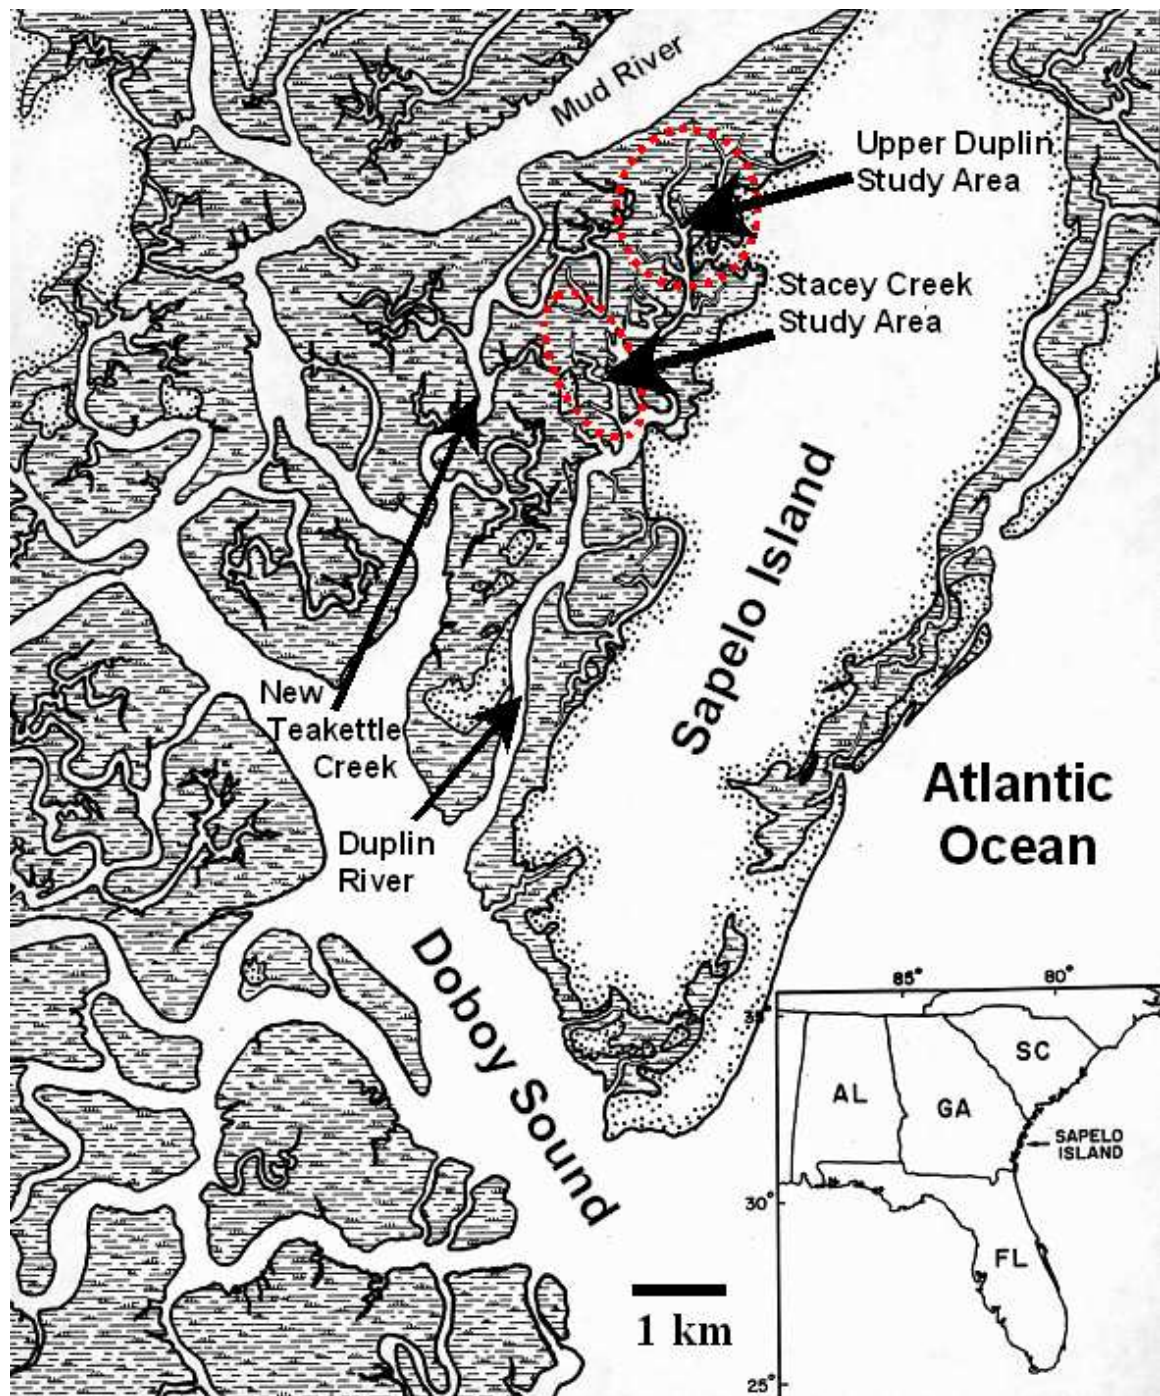 Mud River
Upper Duplin
Study Area
Stacey Creek
Study Area
Sapelo Island
New
Teakettle
Creek
Duplin
River
Atlantic
Ocean
Doboy Sound
1 km
85°
80°
30°
25°
AL
GA
SC
FL
SAPELO
ISLAND